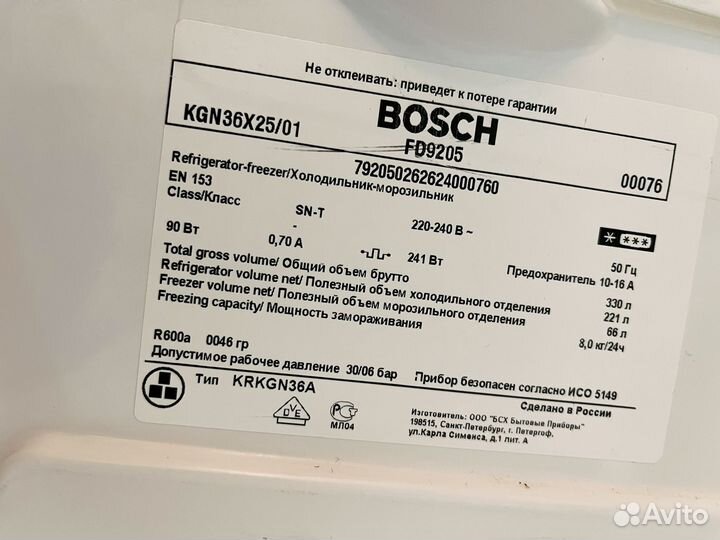 Не отклеивать: приведет к потере гарантии
KGN36X25/01 BOSCH
FD9205
792050262624000760 00076
Refrigerator-freezer/Холодильник-морозильник
EN 153
Class/Класс SN-T 220-240 В ~ 50 Гц
90 Вт - 0,70 А 241 Вт Предохранитель 10-16 А
Total gross volume/ Общий объем брутто 330 л
Refrigerator volume net/ Полезный объем холодильного отделения 221 л
Freezer volume net/ Полезный объем морозильного отделения 66 л
Freezing capacity/ Мощность замораживания 8,0 кг/24ч
R600a 0046 гр
Допустимое рабочее давление 30/06 бар Прибор безопасен согласно ИСО 5149
Тип KRKGN36A Сделано в России
DVE
МЛ04
Изготовитель: ООО "БСХ Бытовые Приборы"
198515, Санкт-Петербург, г. Петергоф,
ул.Карла Сименса, д.1 лит. А
Avito